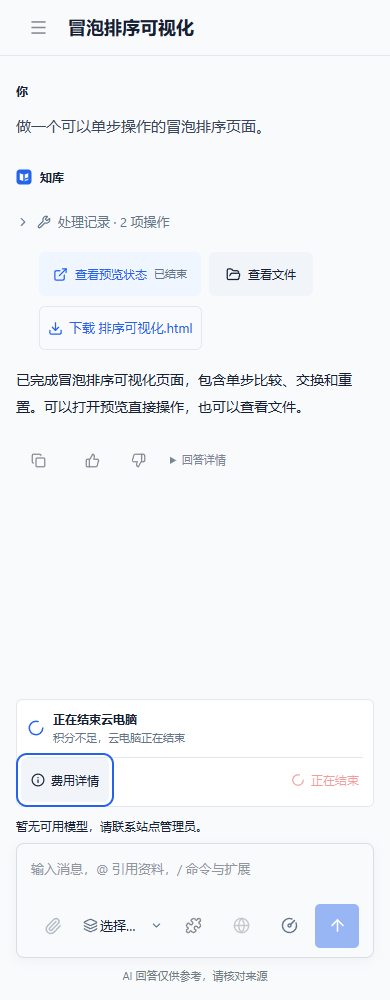 冒泡排序可视化
你
做一个可以单步操作的冒泡排序页面。
知库
处理记录 · 2 项操作
查看预览状态 已结束
查看文件
下载 排序可视化.html
已完成冒泡排序可视化页面，包含单步比较、交换和重
置。可以打开预览直接操作，也可以查看文件。
回答详情
正在结束云电脑
积分不足，云电脑正在结束
费用详情
正在结束
暂无可用模型，请联系站点管理员。
输入消息，@ 引用资料，/ 命令与扩展
选择...
AI 回答仅供参考，请核对来源